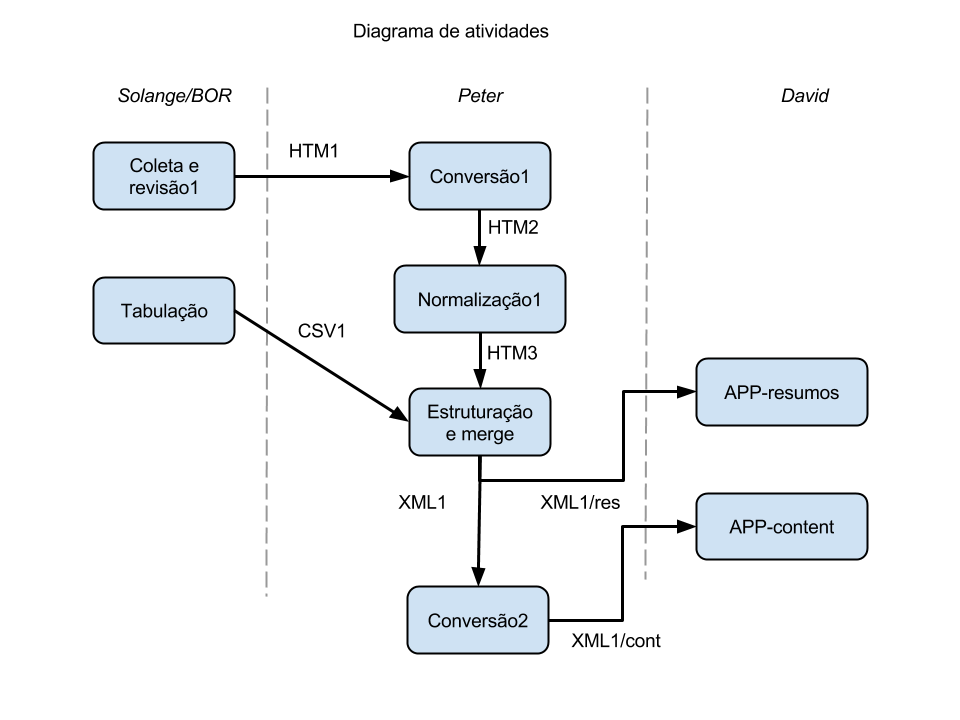 Diagrama de atividades
Solange/BOR
Peter
David
Coleta e
revisão1
HTM1
Conversão1
HTM2
Tabulação
Normalização1
CSV1
HTM3
Estruturação
e merge
APP-resumos
XML1
XML1/res
APP-content
Conversão2
XML1/cont